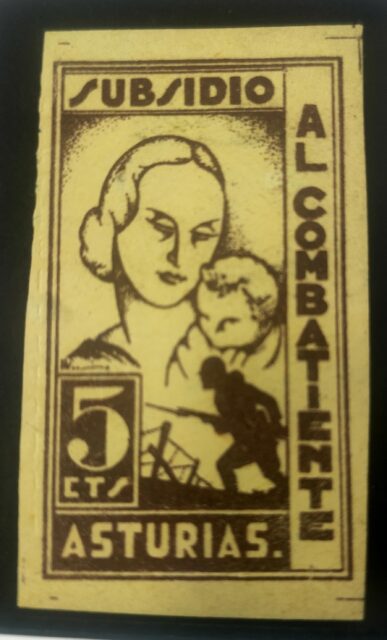 SUBSIDIO
AL COMBATIENTE
5
CTS
ASTURIAS.